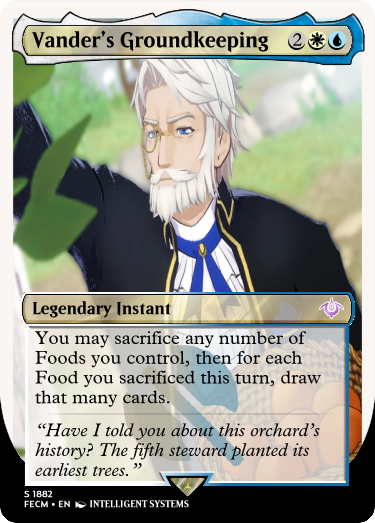 Vander's Groundkeeping 2
Legendary Instant
You may sacrifice any number of
Foods you control, then for each
Food you sacrificed this turn, draw
that many cards.
“Have I told you about this orchard's
history? The fifth steward planted its
earliest trees.”
S 1882
FECM • EN INTELLIGENT SYSTEMS